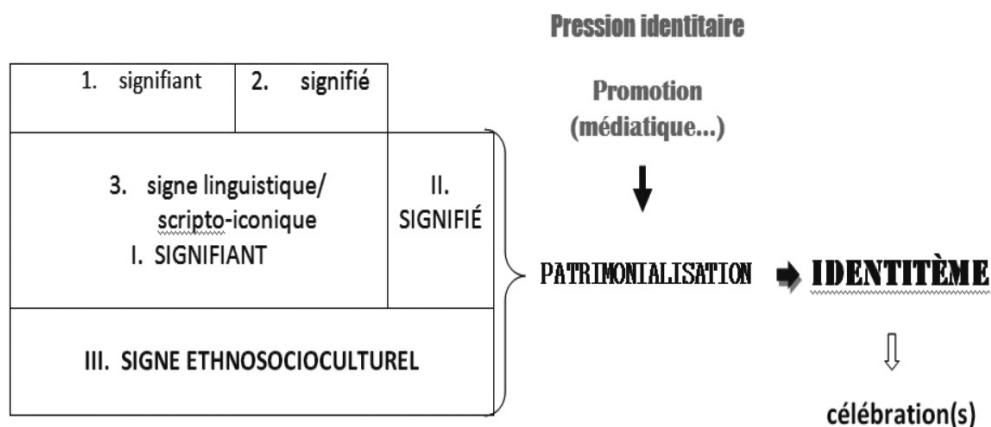 Pression identitaire
1. signifiant
2. signifié
Promotion
(médiatique...)
3. signe linguistique/
scripto-iconique
I. SIGNIFIANT
II.
SIGNIFIÉ
PATRIMONIALISATION
IDENTITÈME
III. SIGNE ETHNOSOCIOCULTUREL
célébration(s)